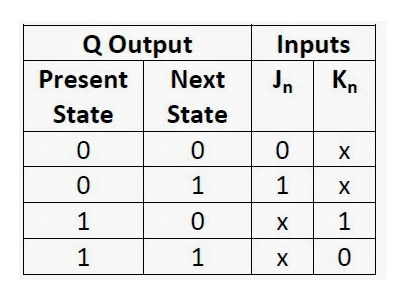 Q Output Inputs
Present State Next State Jₙ Kₙ
0 0 0 x
0 1 1 x
1 0 x 1
1 1 x 0